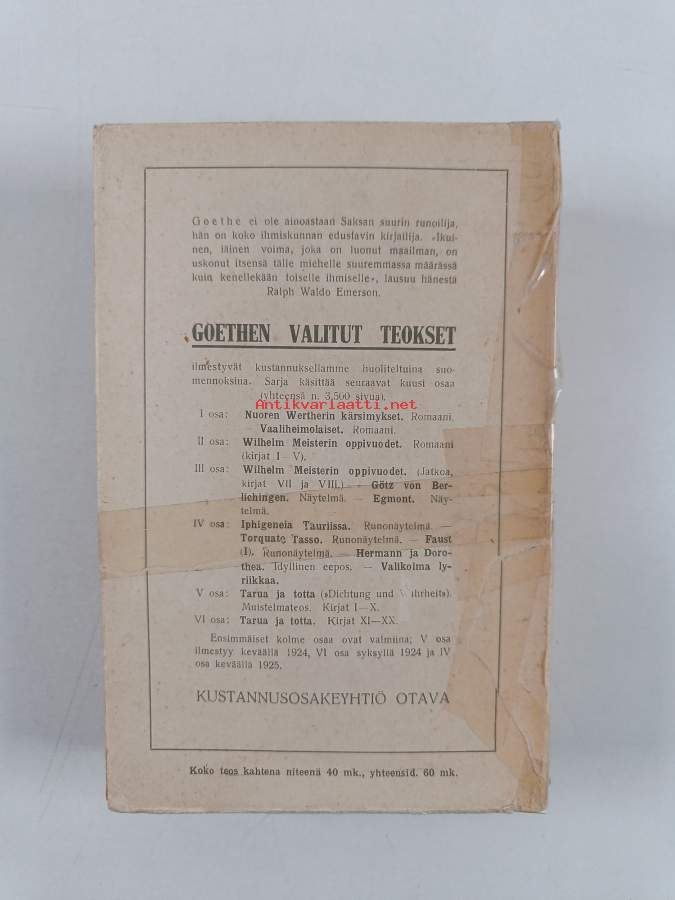 Goethe ei ole ainoastaan Saksan suurin runoilija,
hän on koko ihmiskunnan edustavin kirjailija. »Ikui-
nen, iäinen voima, joka on luonut maailman, on
uskonut itsensä tälle miehelle suuremmassa määrässä
kuin kenellekään toiselle ihmiselle», lausuu hänestä
Ralph Waldo Emerson.
GOETHEN VALITUT TEOKSET
ilmestyvät kustannuksellamme huoliteltuina suo-
mennoksina. Sarja käsittää seuraavat kuusi osaa
(yhteensä n. 3,500 sivua).
Antikvariaatti.net
I osa: Nuoren Wertherin kärsimykset. Romaani.
Vaaliheimolaiset. Romaani.
II osa: Wilhelm Meisterin oppivuodet. Romaani
(kirjat I—V).
III osa: Wilhelm Meisterin oppivuodet. (Jatkoa,
kirjat VII ja VIII.) — Götz von Ber-
lichingen. Näytelmä. — Egmont. Näy-
telmä.
IV osa: Iphigeneia Tauriissa. Runonäytelmä. —
Torquato Tasso. Runonäytelmä. — Faust
(I). Runonäytelmä. — Hermann ja Doro-
thea. Idyllinen eepos. — Valikoima ly-
riikkaa.
V osa: Tarua ja totta (»Dichtung und Wahrheit»).
Muistelmateos. Kirjat I—X.
VI osa: Tarua ja totta. Kirjat XI—XX.
Ensimmäiset kolme osaa ovat valmiina; V osa
ilmestyy keväällä 1924, VI osa syksyllä 1924 ja IV
osa keväällä 1925.
KUSTANNUSOSAKEYHTIÖ OTAVA
Koko teos kahtena niteenä 40 mk., yhteensid. 60 mk.